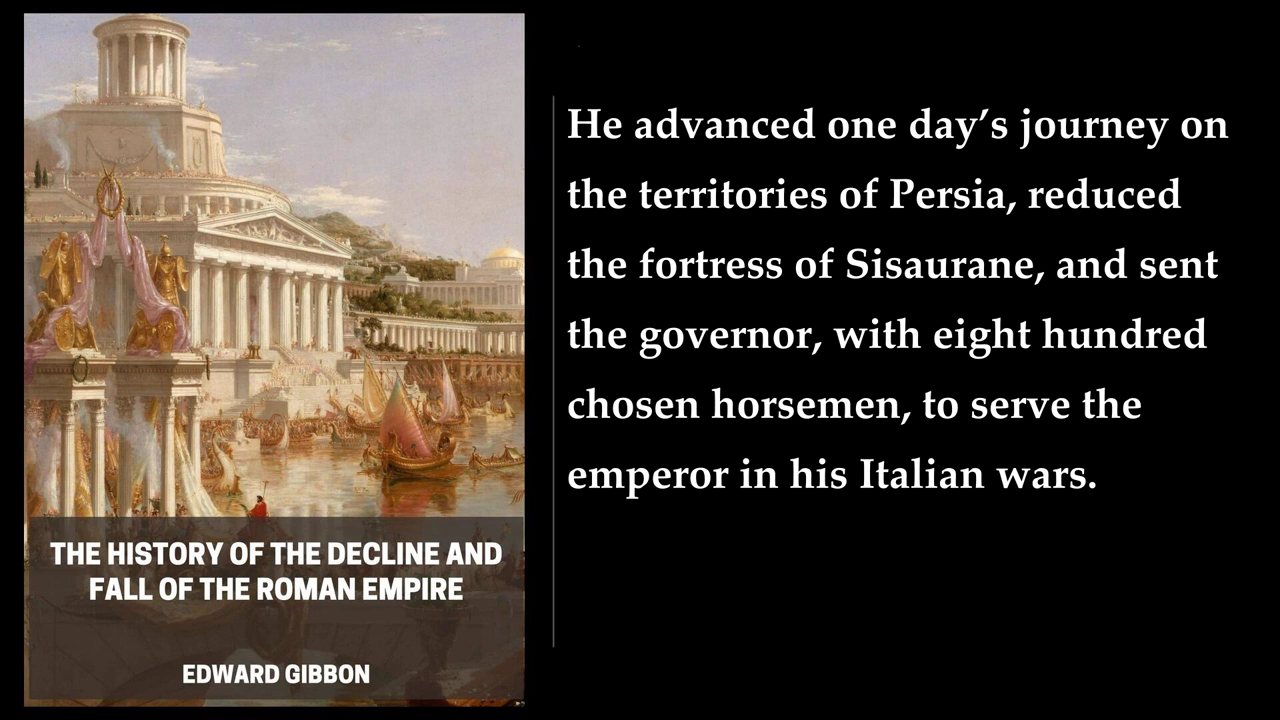 He advanced one day’s journey on
the territories of Persia, reduced
the fortress of Sisaurane, and sent
the governor, with eight hundred
chosen horsemen, to serve the
emperor in his Italian wars.
THE HISTORY OF THE DECLINE AND
FALL OF THE ROMAN EMPIRE
EDWARD GIBBON